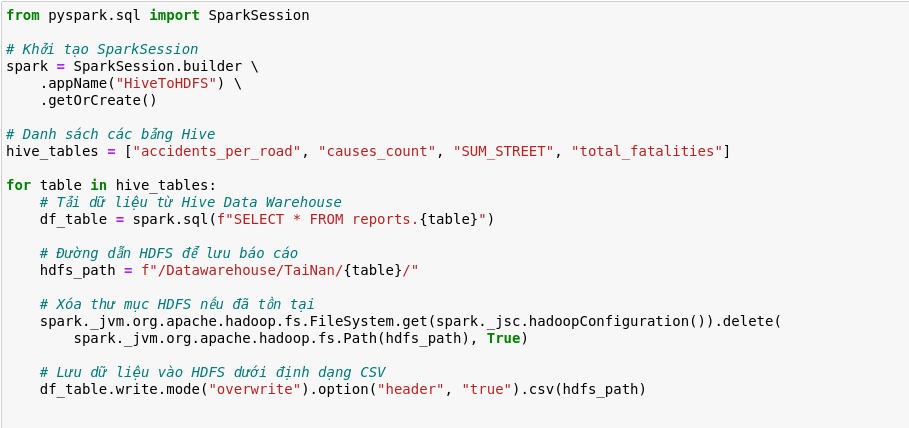 from pyspark.sql import SparkSession
# Khởi tạo SparkSession
spark = SparkSession.builder \
    .appName("HiveToHDFS") \
    .getOrCreate()
# Danh sách các bảng Hive
hive_tables = ["accidents_per_road", "causes_count", "SUM_STREET", "total_fatalities"]
for table in hive_tables:
    # Tải dữ liệu từ Hive Data Warehouse
    df_table = spark.sql(f"SELECT * FROM reports.{table}")
    # Đường dẫn HDFS để lưu báo cáo
    hdfs_path = f"/Datawarehouse/TaiNan/{table}/"
    # Xóa thư mục HDFS nếu đã tồn tại
    spark._jvm.org.apache.hadoop.fs.FileSystem.get(spark._jsc.hadoopConfiguration()).delete(
        spark._jvm.org.apache.hadoop.fs.Path(hdfs_path), True)
    # Lưu dữ liệu vào HDFS dưới định dạng CSV
    df_table.write.mode("overwrite").option("header", "true").csv(hdfs_path)